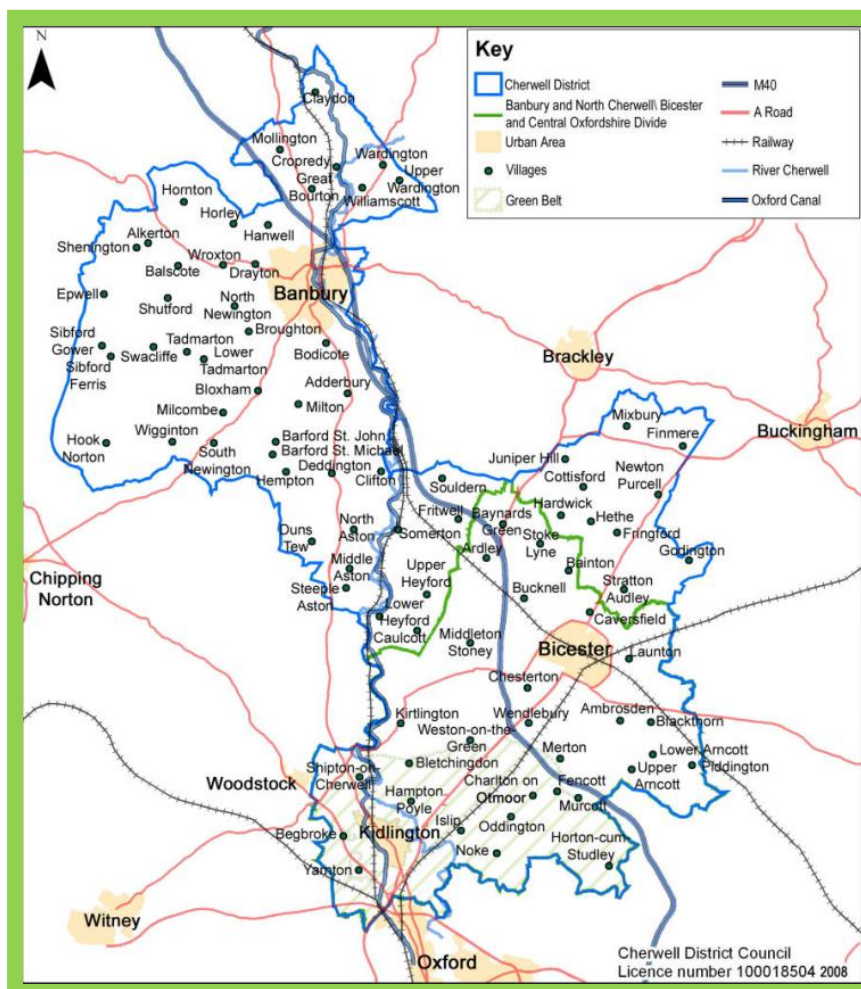 N
Key
Cherwell District
Banbury and North Cherwell\ Bicester
and Central Oxfordshire Divide
Urban Area
Villages
Green Belt
M40
A Road
Railway
River Cherwell
Oxford Canal
Claydon
Mollington
Cropredy
Great
Bourton
Wardington
Upper
Wardington
Williamscott
Hornton
Horley
Hanwell
Alkerton
Shenington
Wroxton
Balscote
Drayton
Banbury
Epwell
Shutford
North
Newington
Broughton
Sibford
Gower
Sibford
Ferris
Swacliffe
Tadmarton
Lower
Tadmarton
Bodicote
Bloxham
Adderbury
Milcombe
Milton
Hook
Norton
Wigginton
South
Newington
Barford St. John
Barford St. Michael
Deddington
Hempton
Clifton
Brackley
Mixbury
Finmere
Buckingham
Juniper Hill
Cottisford
Newton
Purcell
Souldern
Fritwell
Baynards
Green
Hardwick
Hethe
Fringford
Stoke
Lyne
Godington
Duns
Tew
North
Aston
Somerton
Ardley
Middle
Aston
Upper
Heyford
Bainton
Stratton
Audley
Steeple
Aston
Lower
Heyford
Caulcott
Bucknell
Caversfield
Chipping
Norton
Middleton
Stoney
Bicester
Launton
Chesterton
Kirtlington
Wendlebury
Ambrosden
Blackthorn
Weston-on-the-
Green
Bletchingdon
Merton
Lower Arncott
Piddington
Upper
Arncott
Woodstock
Shipton-on-
Cherwell
Hampton
Poyle
Charlton on
Otmoor
Fencott
Murcott
Begbroke
Kidlington
Islip
Oddington
Noke
Horton-cum
Studley
Yarnton
Witney
Oxford
Cherwell District Council
Licence number 100018504 2008